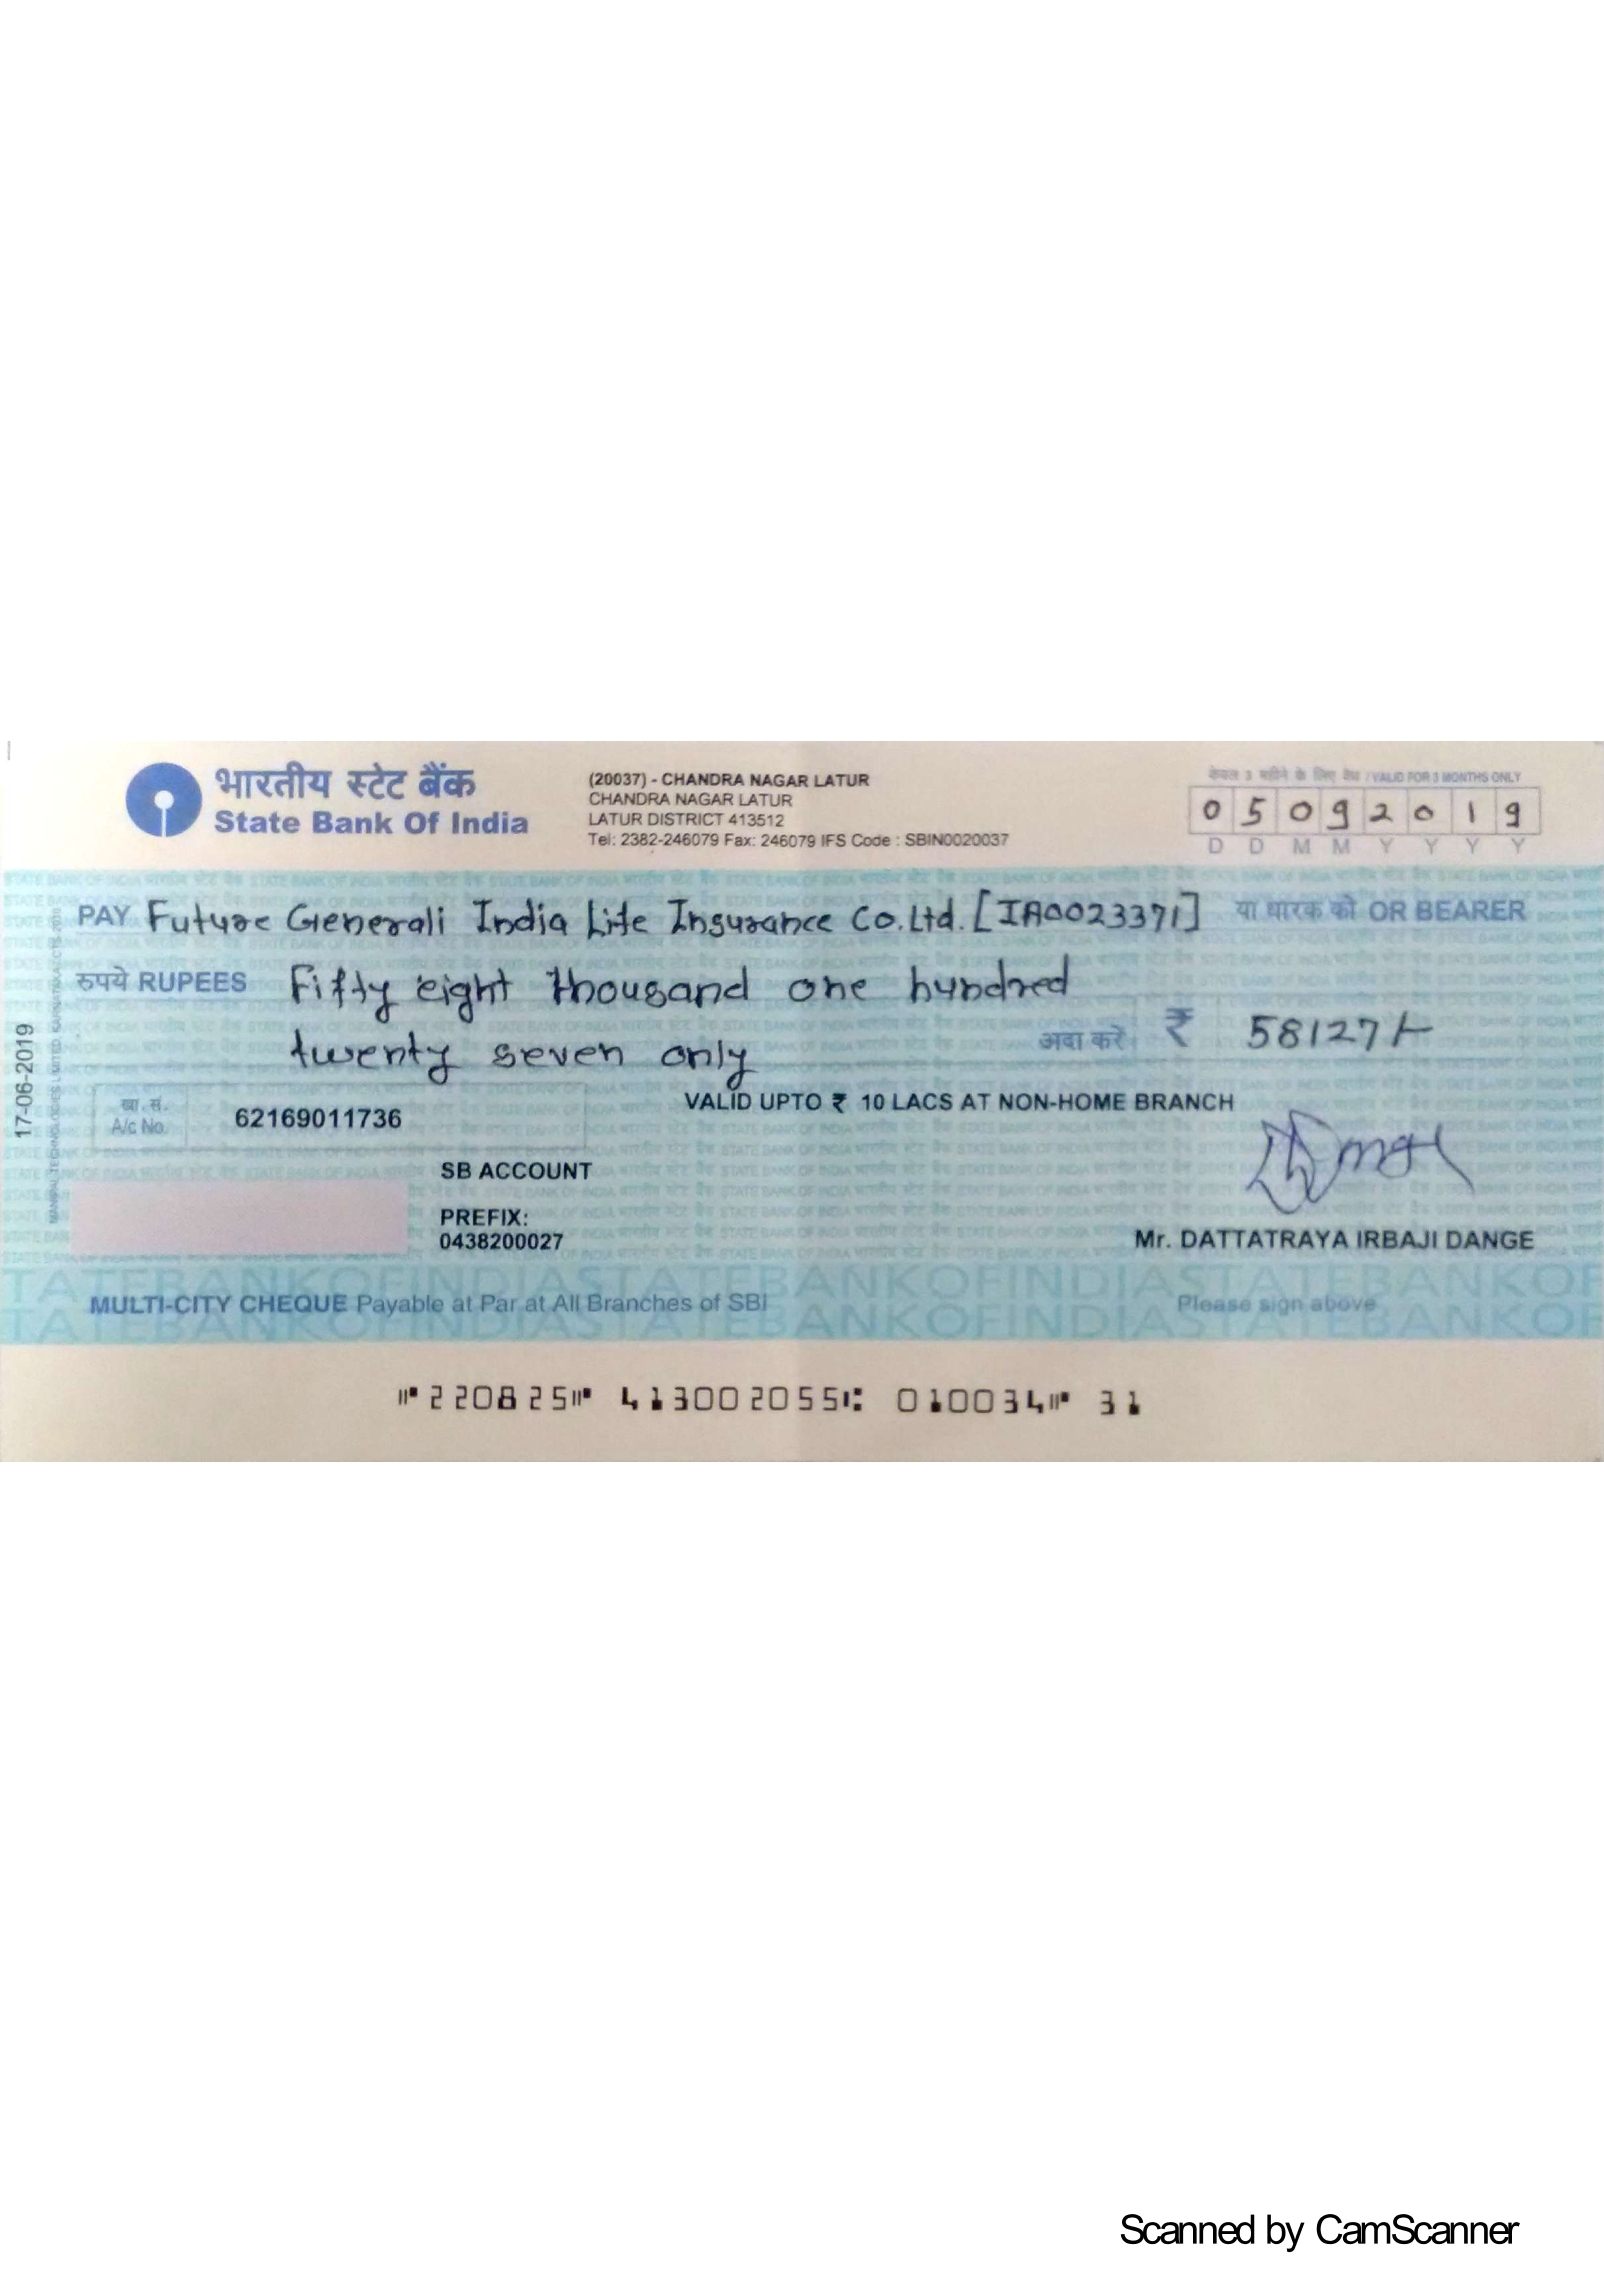 भारतीय स्टेट बैंक
State Bank Of India
(20037) - CHANDRA NAGAR LATUR
CHANDRA NAGAR LATUR
LATUR DISTRICT 413512
Tel: 2382-246079 Fax: 246079 IFS Code : SBIN0020037
केवल 3 महीने के लिए वैध / VALID FOR 3 MONTHS ONLY
0 5 0 9 2 0 1 9
D D M M Y Y Y Y
PAY Future Generali India Life Insurance Co.Ltd. [IA0023371] या धारक को OR BEARER
रुपये RUPEES Fifty eight thousand one hundred
twenty seven only अदा करें ₹ 58127/-
17-06-2019
खा. सं.
A/c No.
62169011736
VALID UPTO ₹ 10 LACS AT NON-HOME BRANCH
SB ACCOUNT
PREFIX:
0438200027
Mr. DATTATRAYA IRBAJI DANGE
MULTI-CITY CHEQUE Payable at Par at All Branches of SBI
Please sign above
⑈220825⑈ 413002055⑆ 010034⑈ 31
Scanned by CamScanner